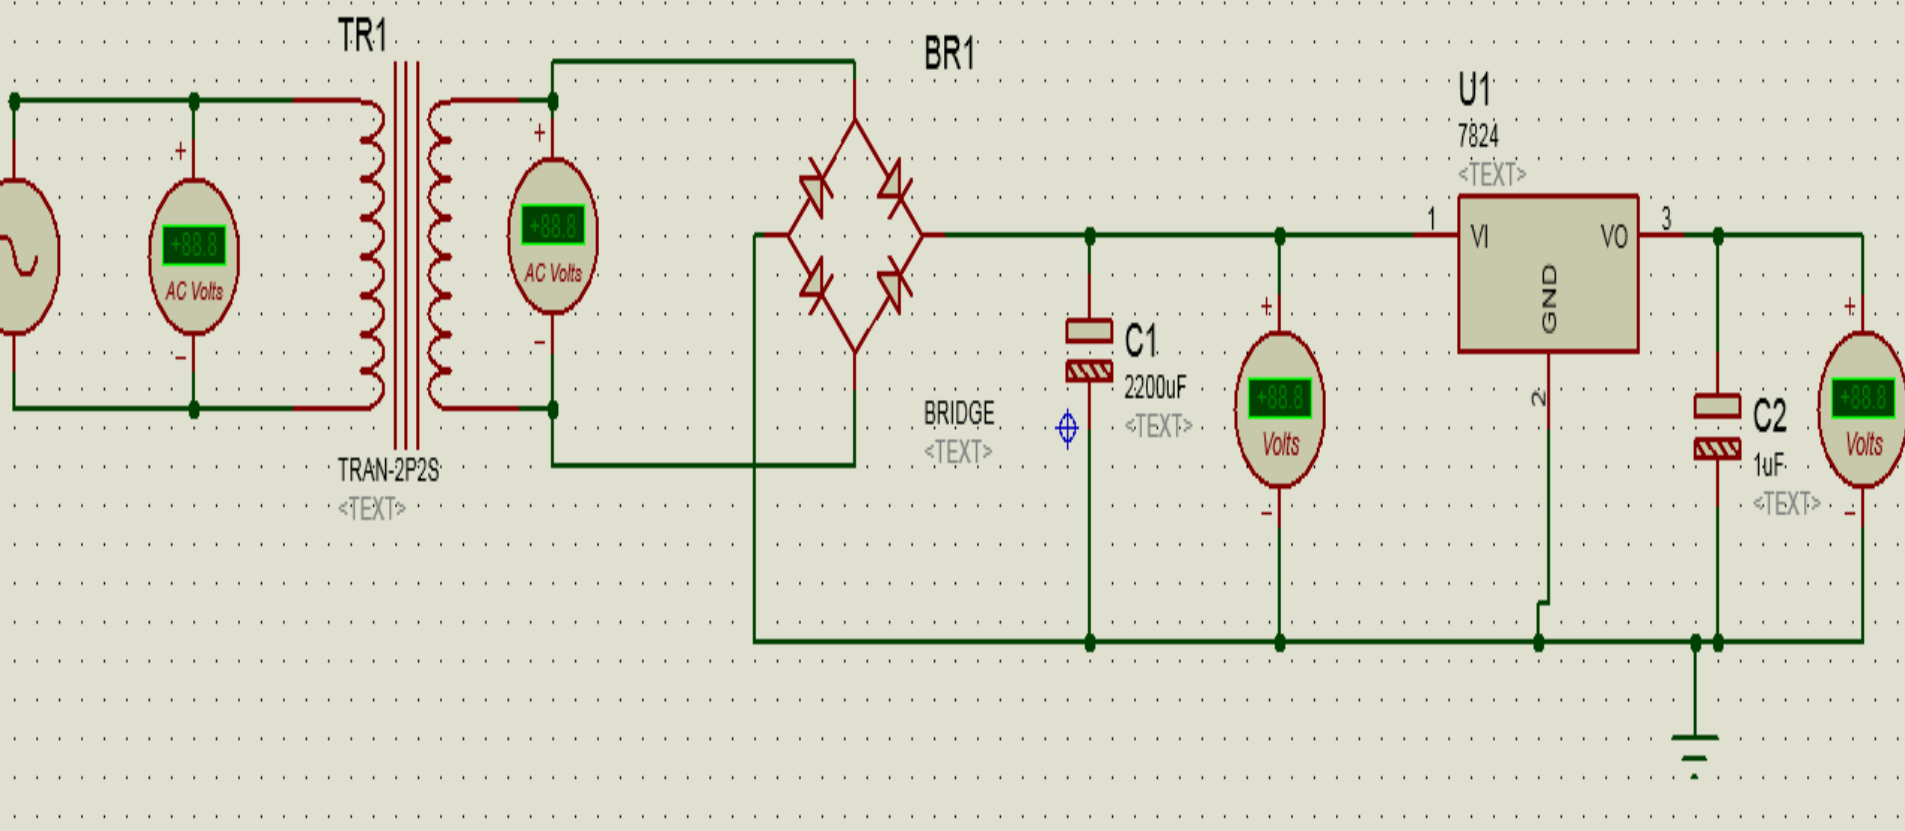 TR1
TRAN-2P2S
<TEXT>
+
+88.8
AC Volts
−
+
+88.8
AC Volts
−
BR1
BRIDGE
<TEXT>
C1
2200uF
<TEXT>
+
+88.8
Volts
−
U1
7824
<TEXT>
1
VI
VO
3
GND
2
C2
1uF
<TEXT>
+
+88.8
Volts
−